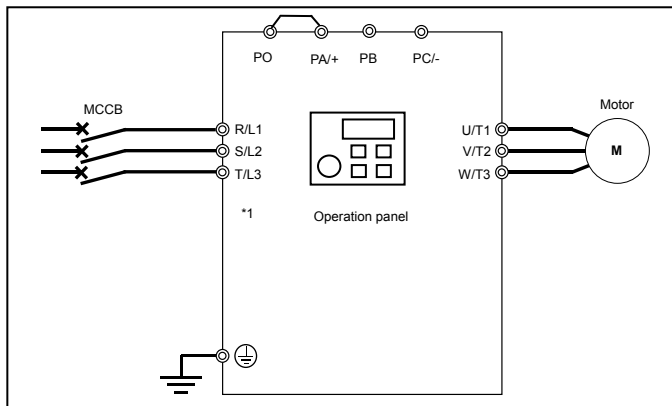 PO PA/+ PB PC/-
MCCB
R/L1
S/L2
T/L3
*1
Operation panel
U/T1
V/T2
W/T3
Motor
M